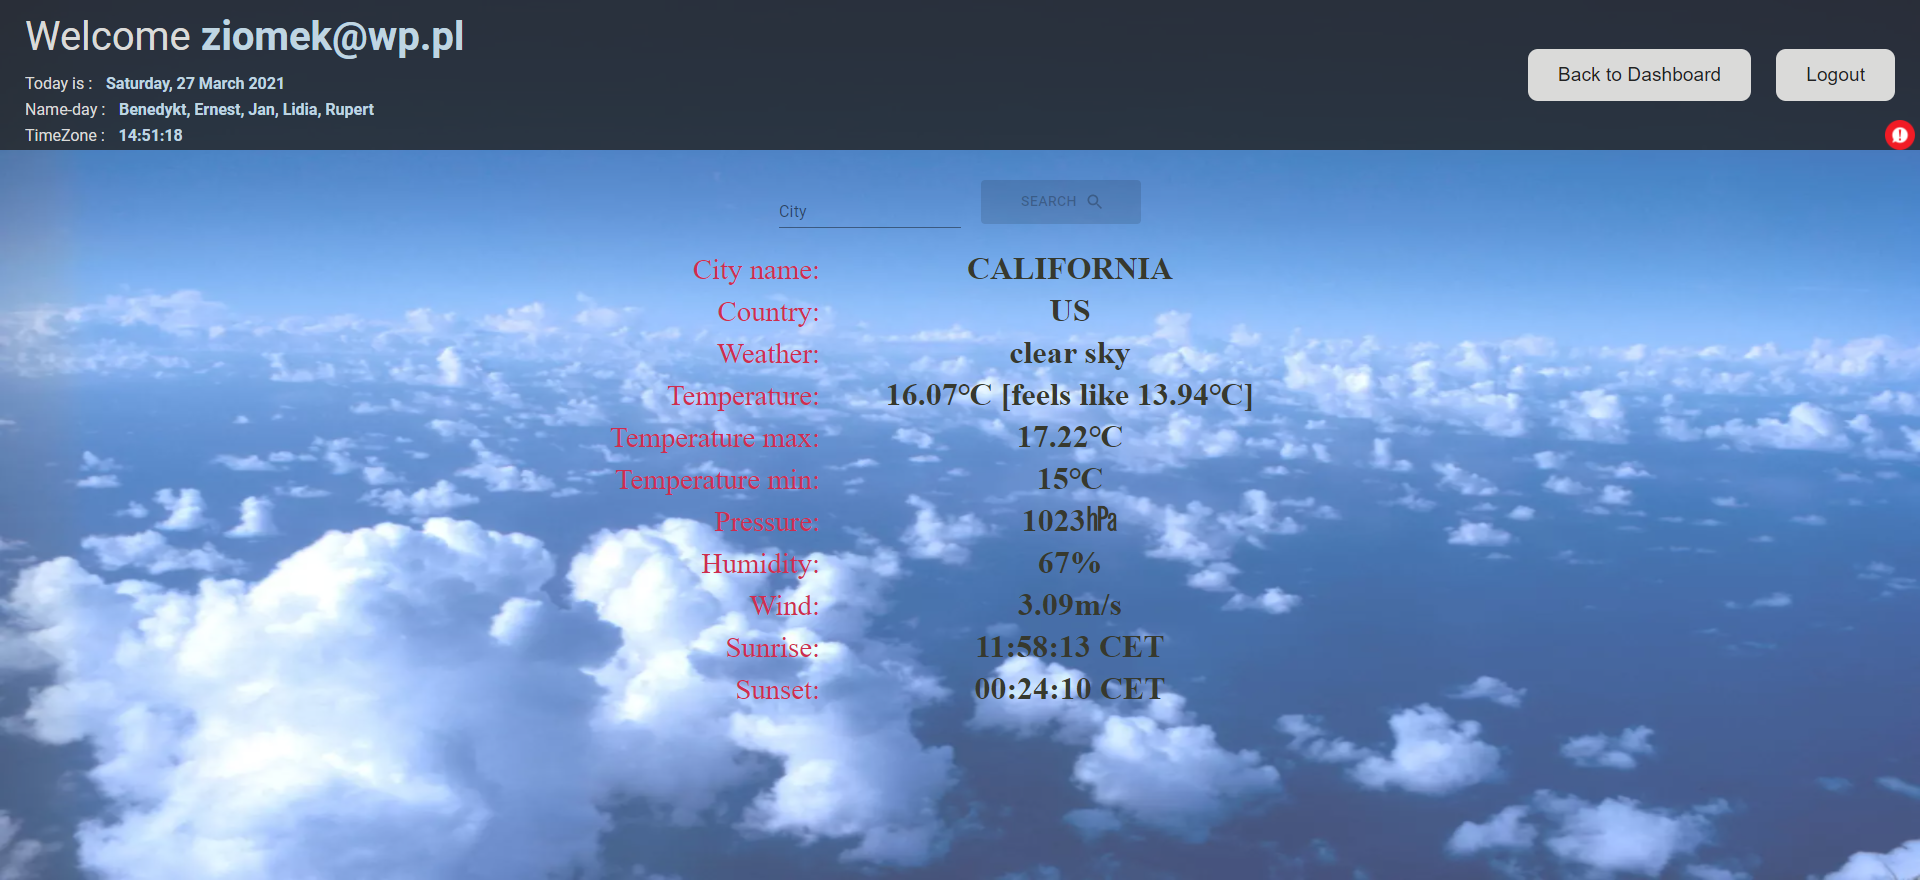 Welcome ziomek@wp.pl
Today is : Saturday, 27 March 2021
Name-day : Benedykt, Ernest, Jan, Lidia, Rupert
TimeZone : 14:51:18
Back to Dashboard
Logout
City
SEARCH
City name: CALIFORNIA
Country: US
Weather: clear sky
Temperature: 16.07°C [feels like 13.94°C]
Temperature max: 17.22°C
Temperature min: 15°C
Pressure: 1023㍱
Humidity: 67%
Wind: 3.09m/s
Sunrise: 11:58:13 CET
Sunset: 00:24:10 CET